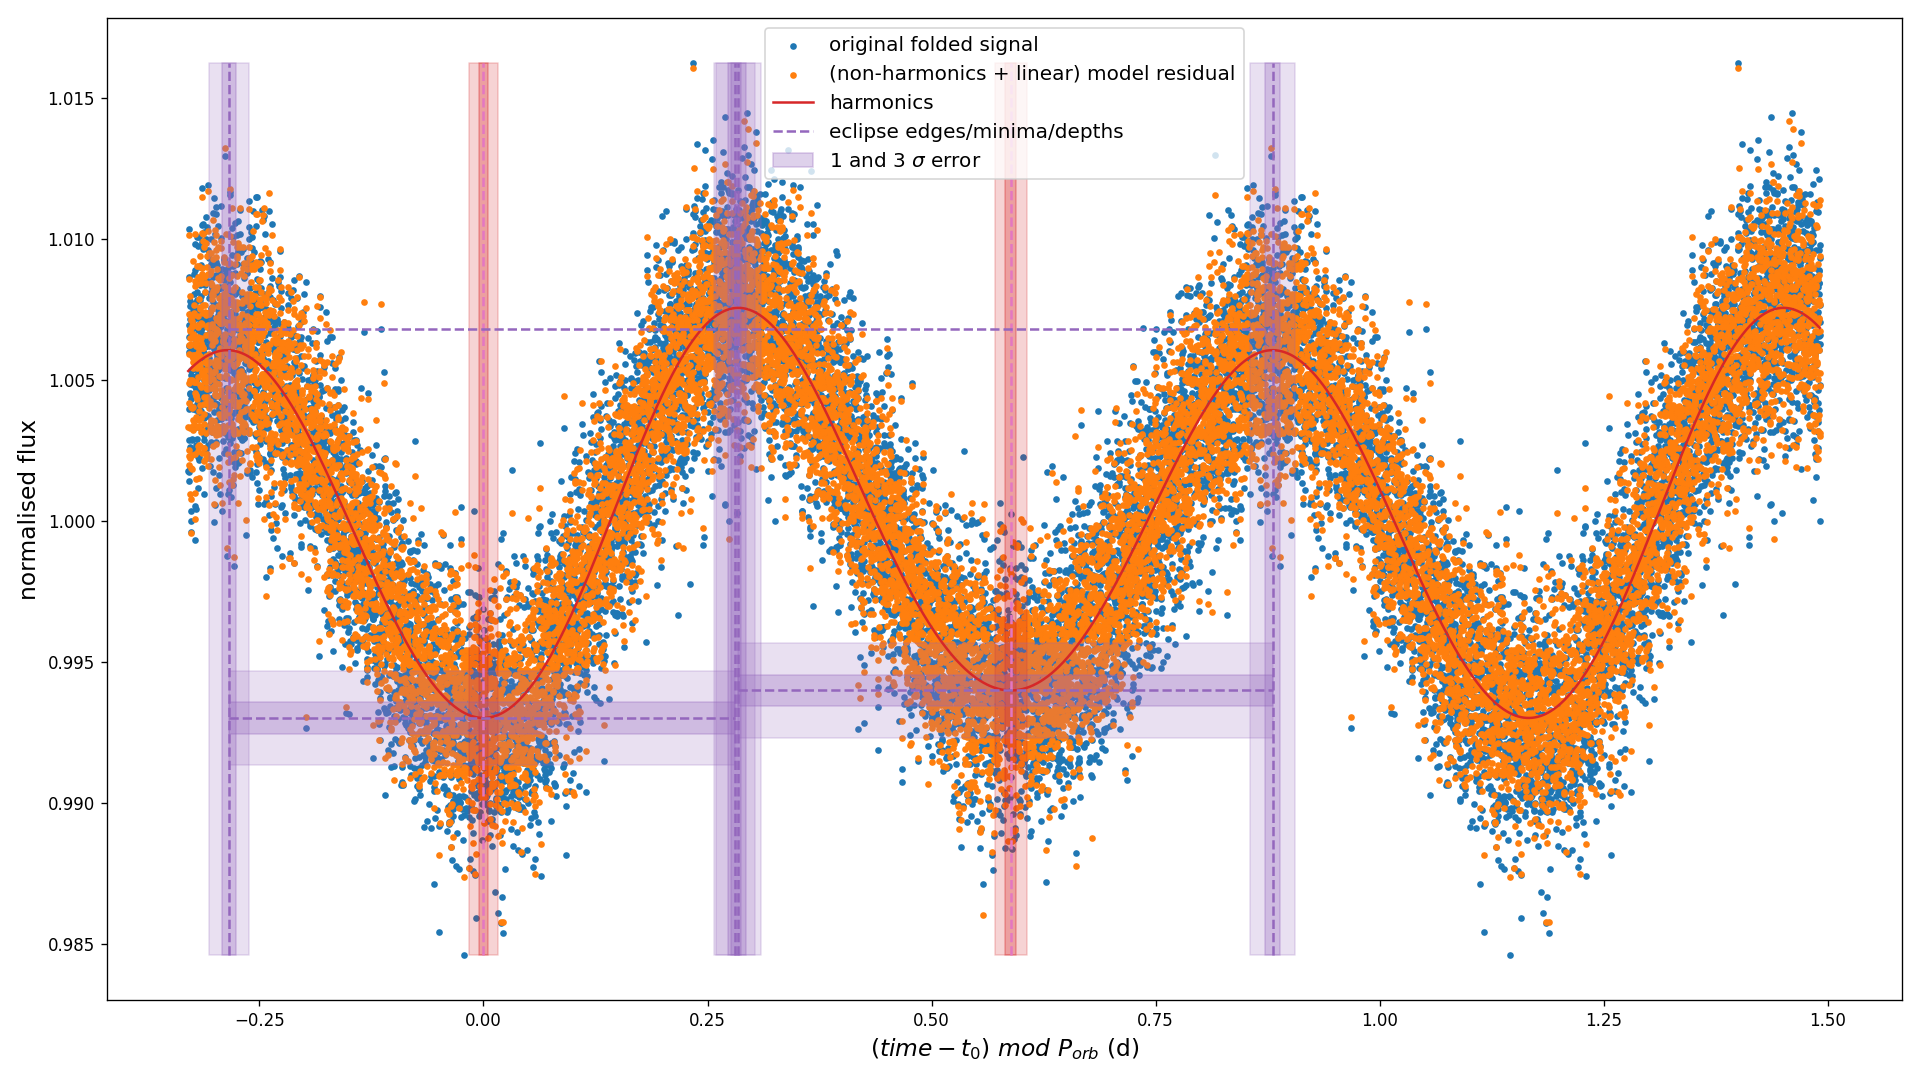 original folded signal
(non-harmonics + linear) model residual
harmonics
eclipse edges/minima/depths
1 and 3 σ error
normalised flux
1.015
1.010
1.005
1.000
0.995
0.990
0.985
−0.25 0.00 0.25 0.50 0.75 1.00 1.25 1.50
(time − t₀) mod P_orb (d)